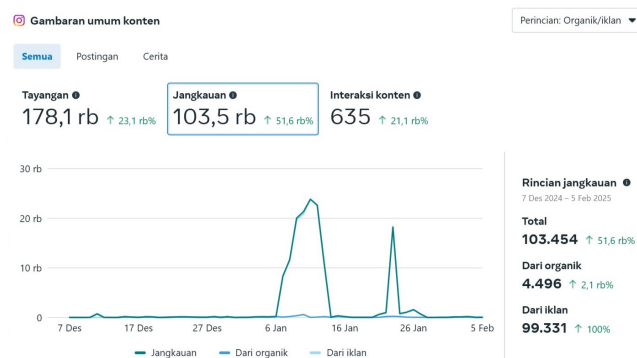 Gambaran umum konten
Perincian: Organik/iklan
Semua Postingan Cerita
Tayangan Jangkauan Interaksi konten
178,1 rb ↑ 23,1 rb% 103,5 rb ↑ 51,6 rb% 635 ↑ 21,1 rb%
30 rb
20 rb
10 rb
0
7 Des 17 Des 27 Des 6 Jan 16 Jan 26 Jan 5 Feb
Jangkauan Dari organik Dari iklan
Rincian jangkauan
7 Des 2024 – 5 Feb 2025
Total
103.454 ↑ 51,6 rb%
Dari organik
4.496 ↑ 2,1 rb%
Dari iklan
99.331 ↑ 100%